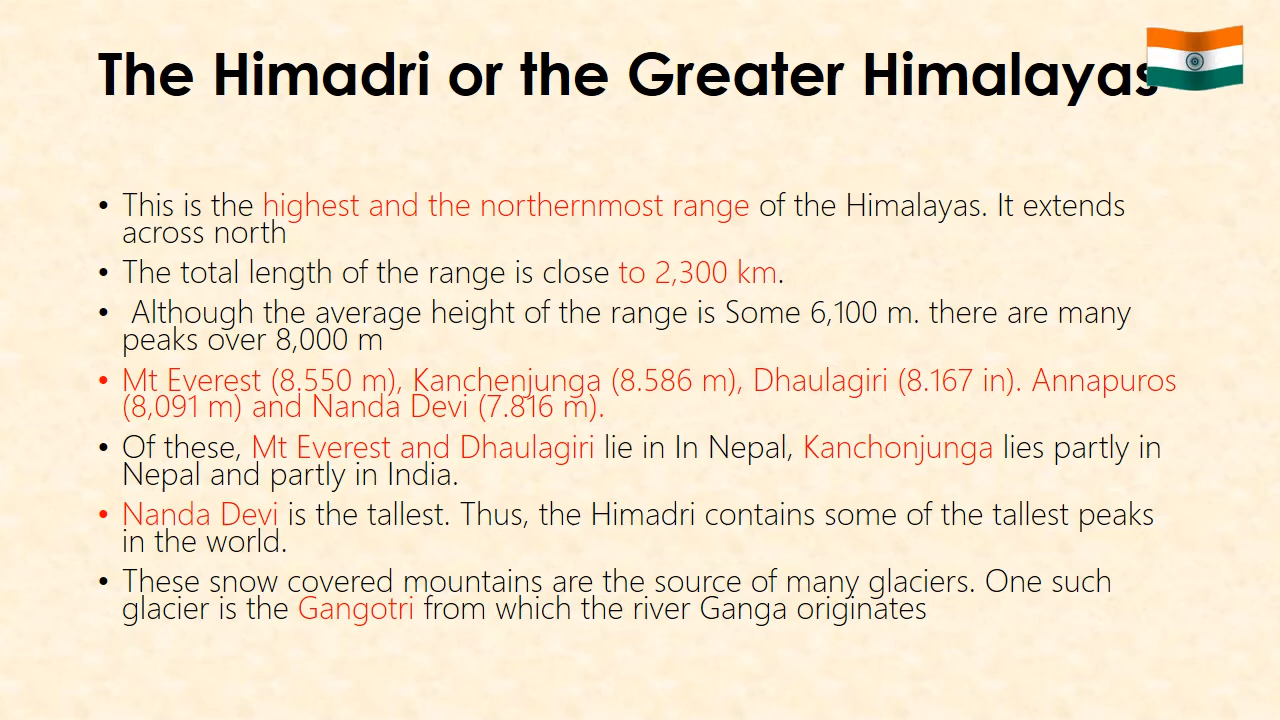 The Himadri or the Greater Himalayas
• This is the highest and the northernmost range of the Himalayas. It extends
across north
• The total length of the range is close to 2,300 km.
• Although the average height of the range is Some 6,100 m. there are many
peaks over 8,000 m
• Mt Everest (8.550 m), Kanchenjunga (8.586 m), Dhaulagiri (8.167 in). Annapuros
(8,091 m) and Nanda Devi (7.816 m).
• Of these, Mt Everest and Dhaulagiri lie in In Nepal, Kanchonjunga lies partly in
Nepal and partly in India.
• Nanda Devi is the tallest. Thus, the Himadri contains some of the tallest peaks
in the world.
• These snow covered mountains are the source of many glaciers. One such
glacier is the Gangotri from which the river Ganga originates